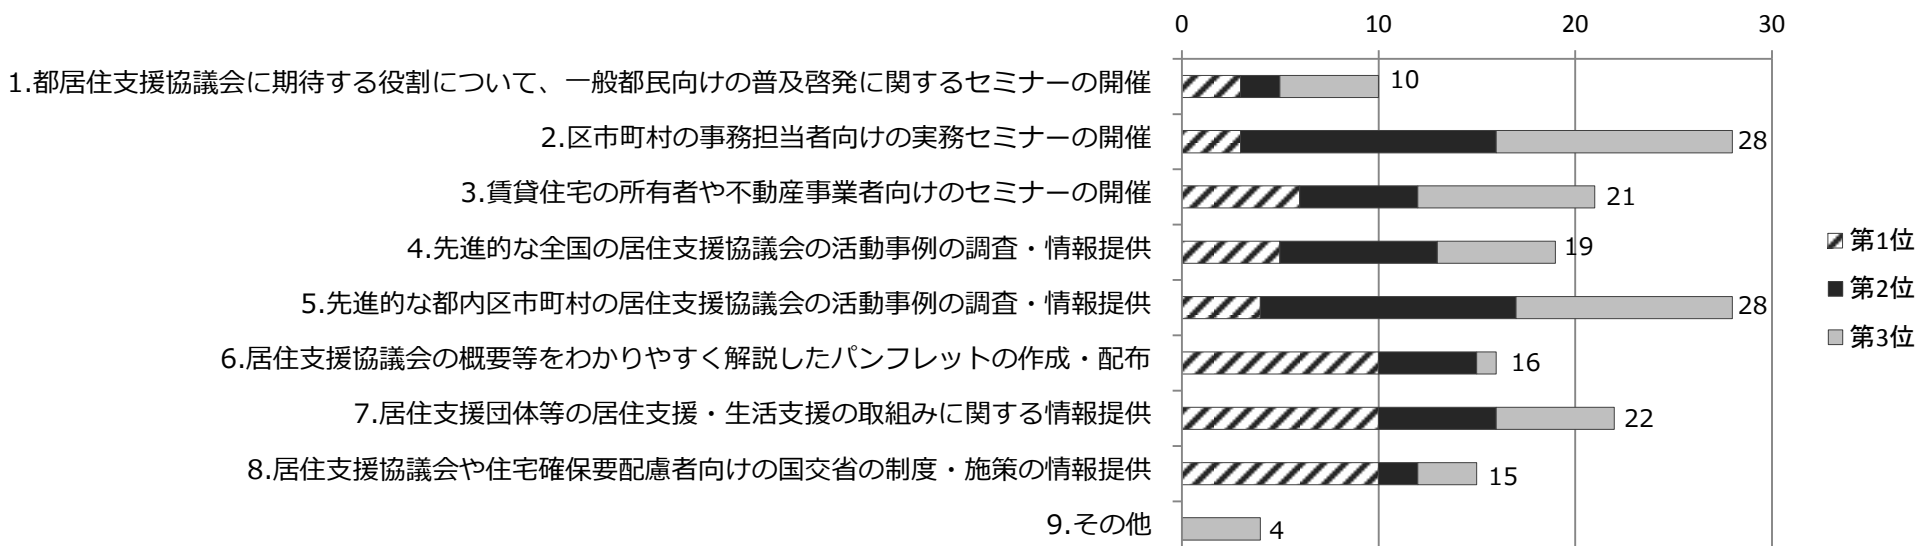 0 10 20 30
1.都居住支援協議会に期待する役割について、一般都民向けの普及啓発に関するセミナーの開催 10
2.区市町村の事務担当者向けの実務セミナーの開催 28
3.賃貸住宅の所有者や不動産事業者向けのセミナーの開催 21
4.先進的な全国の居住支援協議会の活動事例の調査・情報提供 19
5.先進的な都内区市町村の居住支援協議会の活動事例の調査・情報提供 28
6.居住支援協議会の概要等をわかりやすく解説したパンフレットの作成・配布 16
7.居住支援団体等の居住支援・生活支援の取組みに関する情報提供 22
8.居住支援協議会や住宅確保要配慮者向けの国交省の制度・施策の情報提供 15
9.その他 4
第1位
第2位
第3位